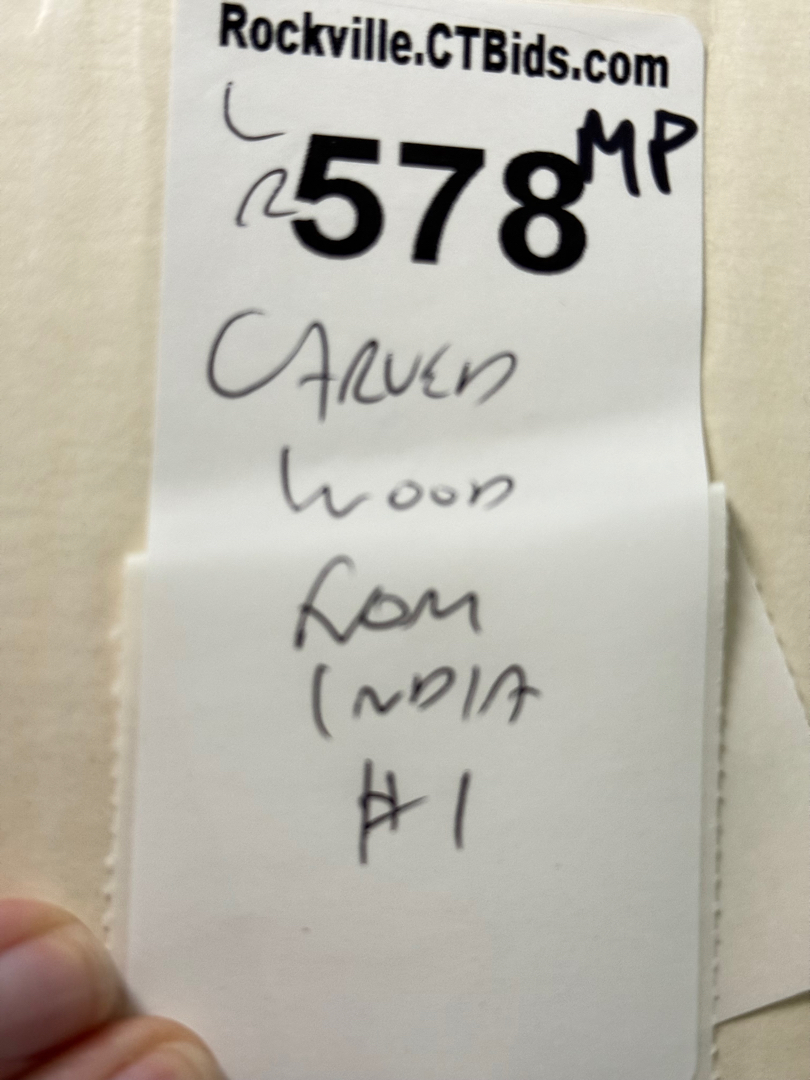 Rockville.CTBids.com
L
R 578 MP
CARVED
WOOD
FROM
INDIA
#1